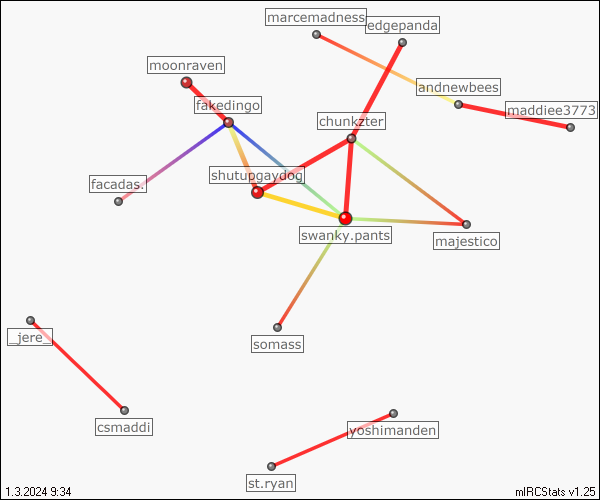 marcemadness
edgepanda
moonraven
andnewbees
fakedingo
maddiee3773
chunkzter
shutupgaydog
facadas.
swanky.pants
majestico
_jere_
somass
csmaddi
yoshimanden
st.ryan
1.3.2024 9:34
mIRCStats v1.25